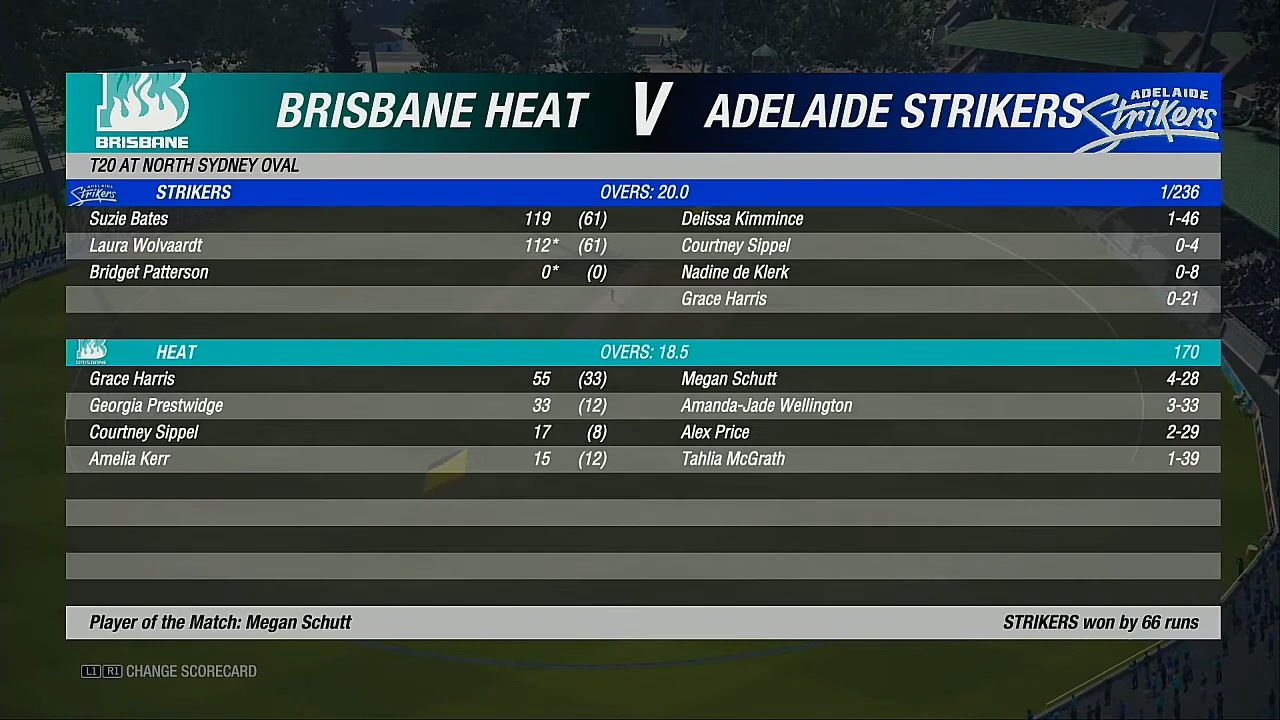 BRISBANE HEAT V ADELAIDE STRIKERS
BRISBANE
ADELAIDE
Strikers
T20 AT NORTH SYDNEY OVAL
ADELAIDE
Strikers
STRIKERS OVERS: 20.0 1/236
Suzie Bates 119 (61) Delissa Kimmince 1-46
Laura Wolvaardt 112* (61) Courtney Sippel 0-4
Bridget Patterson 0* (0) Nadine de Klerk 0-8
Grace Harris 0-21
BRISBANE
HEAT OVERS: 18.5 170
Grace Harris 55 (33) Megan Schutt 4-28
Georgia Prestwidge 33 (12) Amanda-Jade Wellington 3-33
Courtney Sippel 17 (8) Alex Price 2-29
Amelia Kerr 15 (12) Tahlia McGrath 1-39
Player of the Match: Megan Schutt STRIKERS won by 66 runs
L1 R1 CHANGE SCORECARD